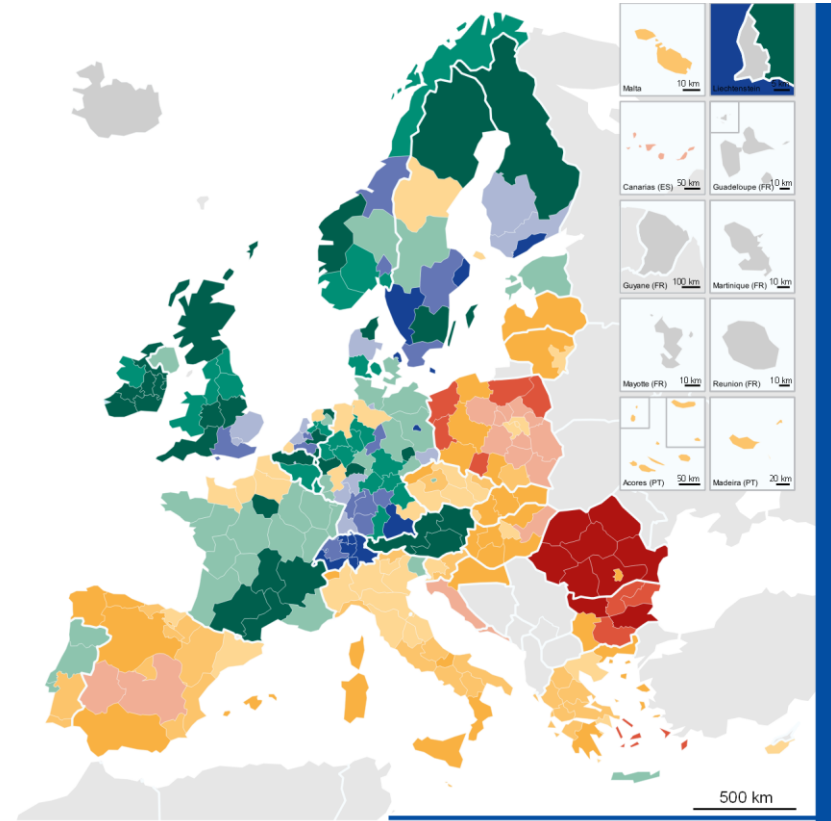 Malta
10 km
Liechtenstein
5 km
Canarias (ES)
50 km
Guadeloupe (FR)
10 km
Guyane (FR)
100 km
Martinique (FR)
10 km
Mayotte (FR)
10 km
Reunion (FR)
10 km
Acores (PT)
50 km
Madeira (PT)
20 km
500 km